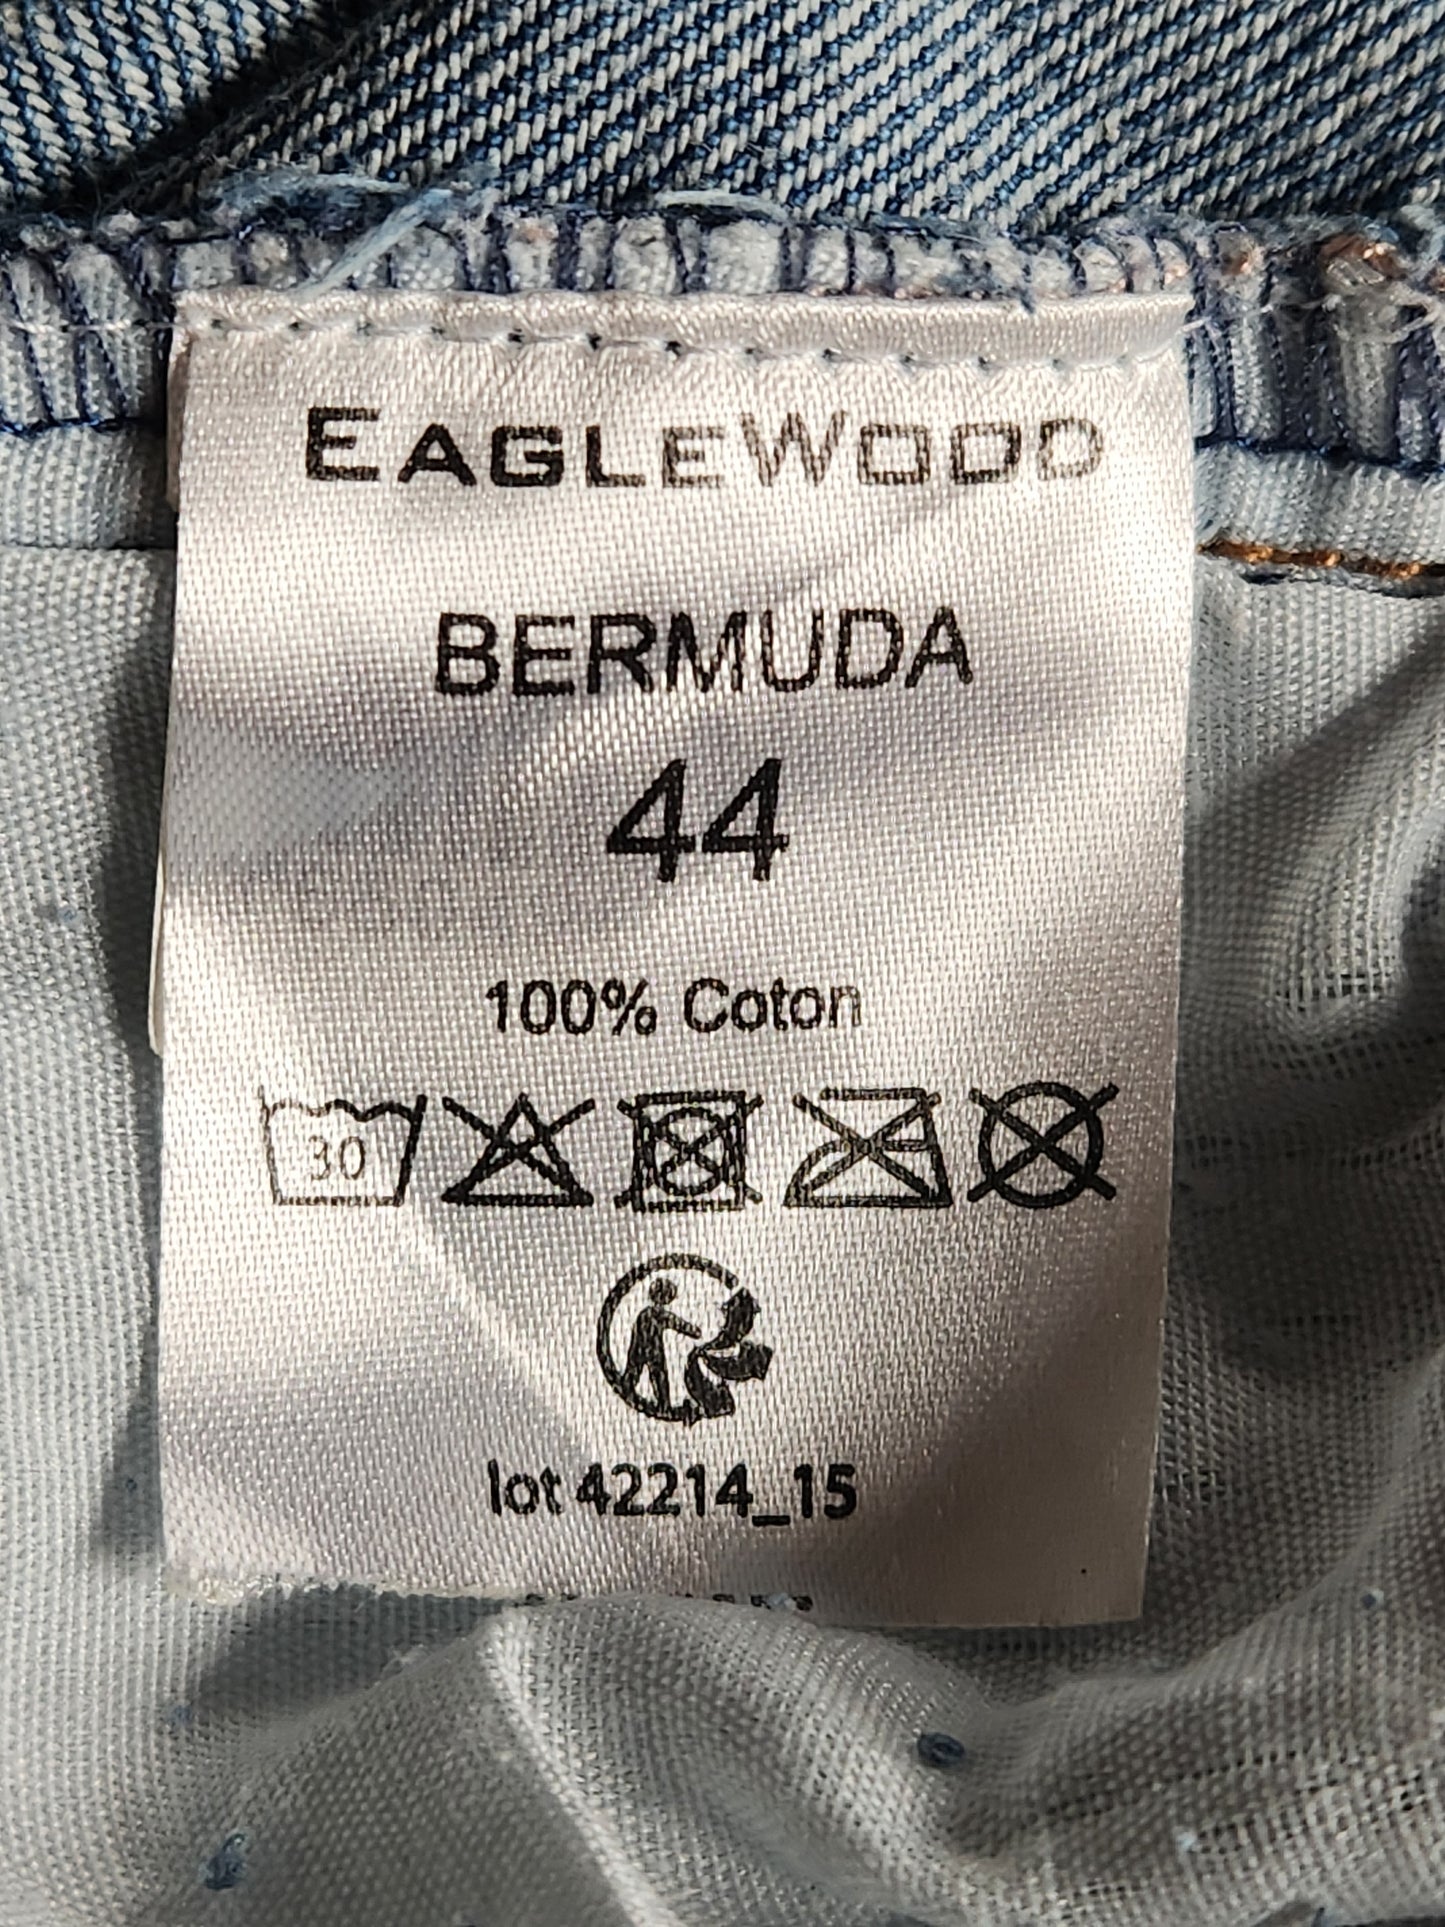 EAGLEWOOD
BERMUDA
44
100% Coton
30
lot 42214_15